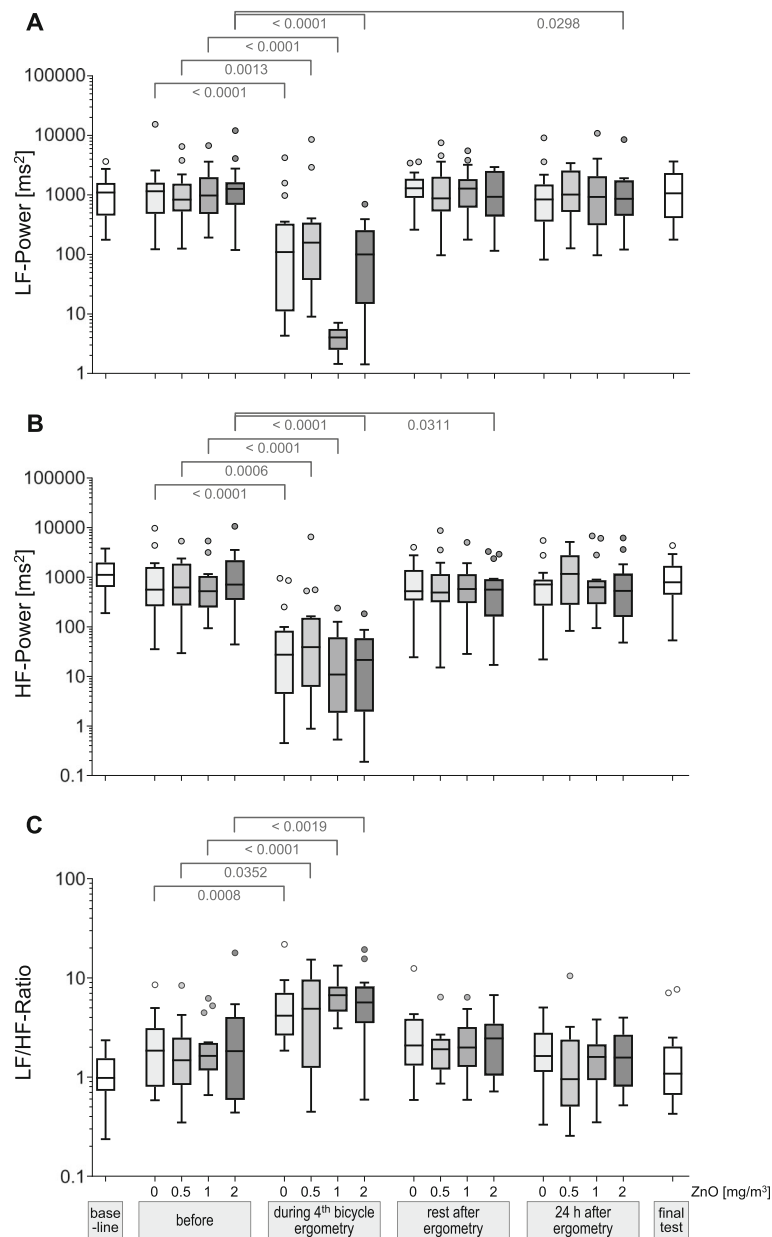 A
< 0.0001
0.0298
< 0.0001
0.0013
< 0.0001
100000
10000
1000
100
10
1
LF-Power [ms²]
B
< 0.0001
0.0311
< 0.0001
0.0006
< 0.0001
100000
10000
1000
100
10
1
0.1
HF-Power [ms²]
C
< 0.0019
< 0.0001
0.0352
0.0008
100
10
1
0.1
LF/HF-Ratio
0 0.5 1 2 0 0.5 1 2 0 0.5 1 2 0 0.5 1 2 ZnO [mg/m³]
base
-line
before
during 4th bicycle
ergometry
rest after
ergometry
24 h after
ergometry
final
test